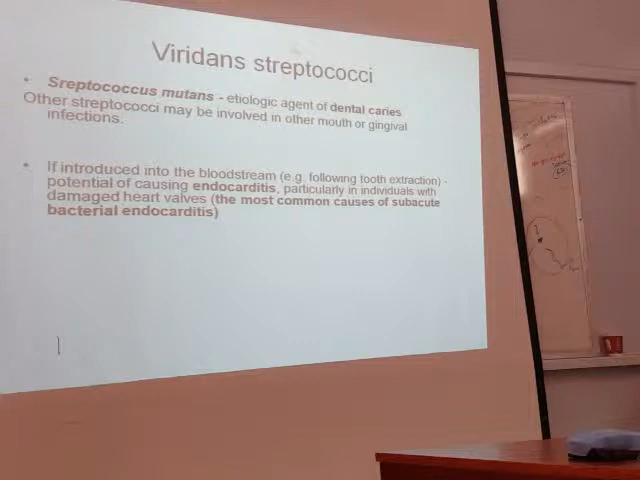 Viridans streptococci
• Sreptococcus mutans - etiologic agent of dental caries
Other streptococci may be involved in other mouth or gingival
infections.
• If introduced into the bloodstream (e.g. following tooth extraction) -
potential of causing endocarditis, particularly in individuals with
damaged heart valves (the most common causes of subacute
bacterial endocarditis)